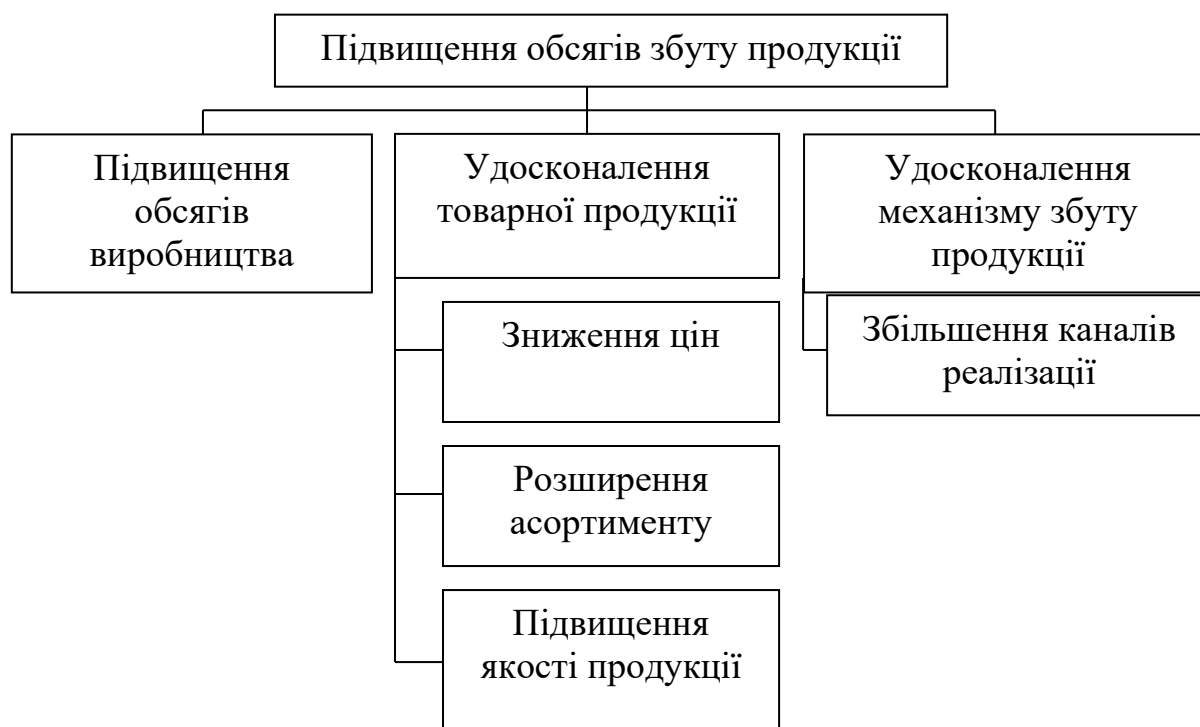 Підвищення обсягів збуту продукції
Підвищення
обсягів
виробництва
Удосконалення
товарної продукції
Удосконалення
механізму збуту
продукції
Зниження цін
Збільшення каналів
реалізації
Розширення
асортименту
Підвищення
якості продукції